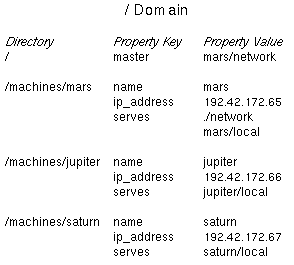 / Domain
Directory Property Key Property Value
/ master mars/network
/machines/mars name mars
ip_address 192.42.172.65
serves ./network
mars/local
/machines/jupiter name jupiter
ip_address 192.42.172.66
serves jupiter/local
/machines/saturn name saturn
ip_address 192.42.172.67
serves saturn/local